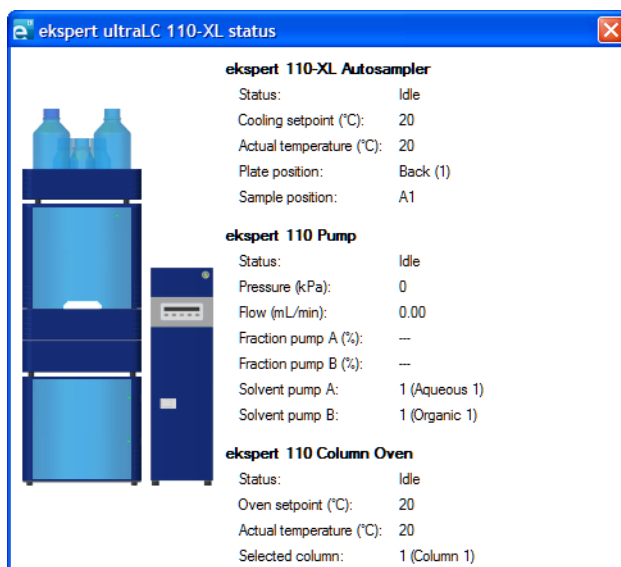 ekspert ultraLC 110-XL status
ekspert 110-XL Autosampler
Status: Idle
Cooling setpoint (°C): 20
Actual temperature (°C): 20
Plate position: Back (1)
Sample position: A1
ekspert 110 Pump
Status: Idle
Pressure (kPa): 0
Flow (mL/min): 0.00
Fraction pump A (%): ---
Fraction pump B (%): ---
Solvent pump A: 1 (Aqueous 1)
Solvent pump B: 1 (Organic 1)
ekspert 110 Column Oven
Status: Idle
Oven setpoint (°C): 20
Actual temperature (°C): 20
Selected column: 1 (Column 1)